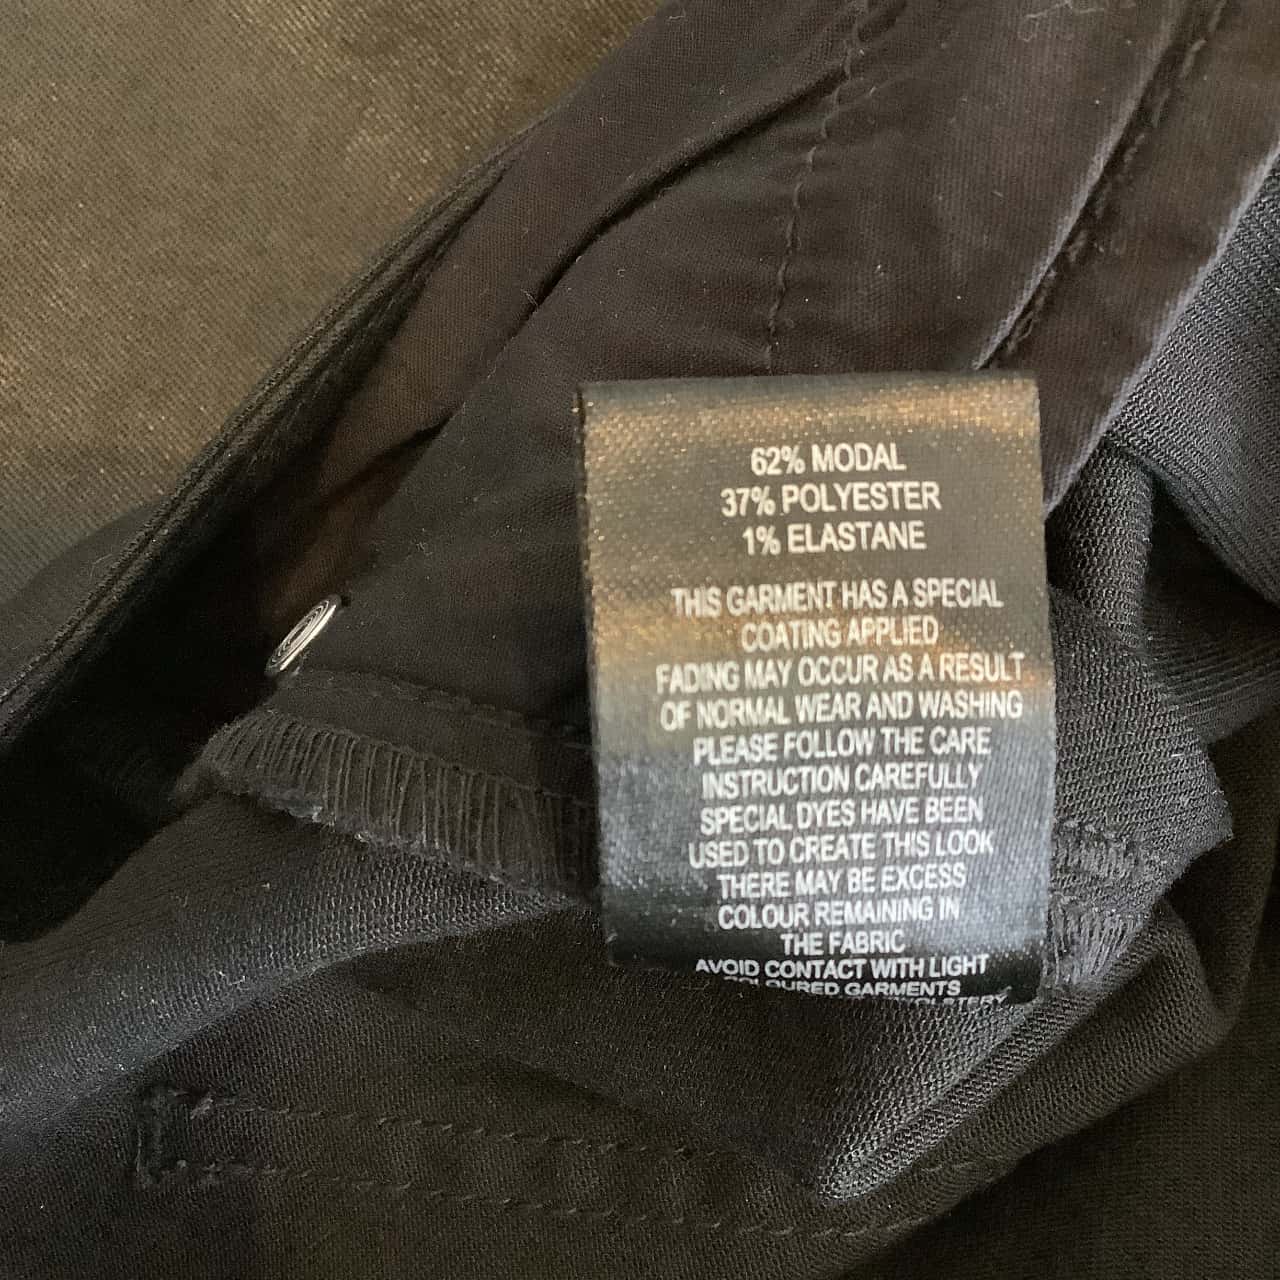 62% MODAL
37% POLYESTER
1% ELASTANE
THIS GARMENT HAS A SPECIAL
COATING APPLIED
FADING MAY OCCUR AS A RESULT
OF NORMAL WEAR AND WASHING
PLEASE FOLLOW THE CARE
INSTRUCTION CAREFULLY
SPECIAL DYES HAVE BEEN
USED TO CREATE THIS LOOK
THERE MAY BE EXCESS
COLOUR REMAINING IN
THE FABRIC
AVOID CONTACT WITH LIGHT
COLOURED GARMENTS